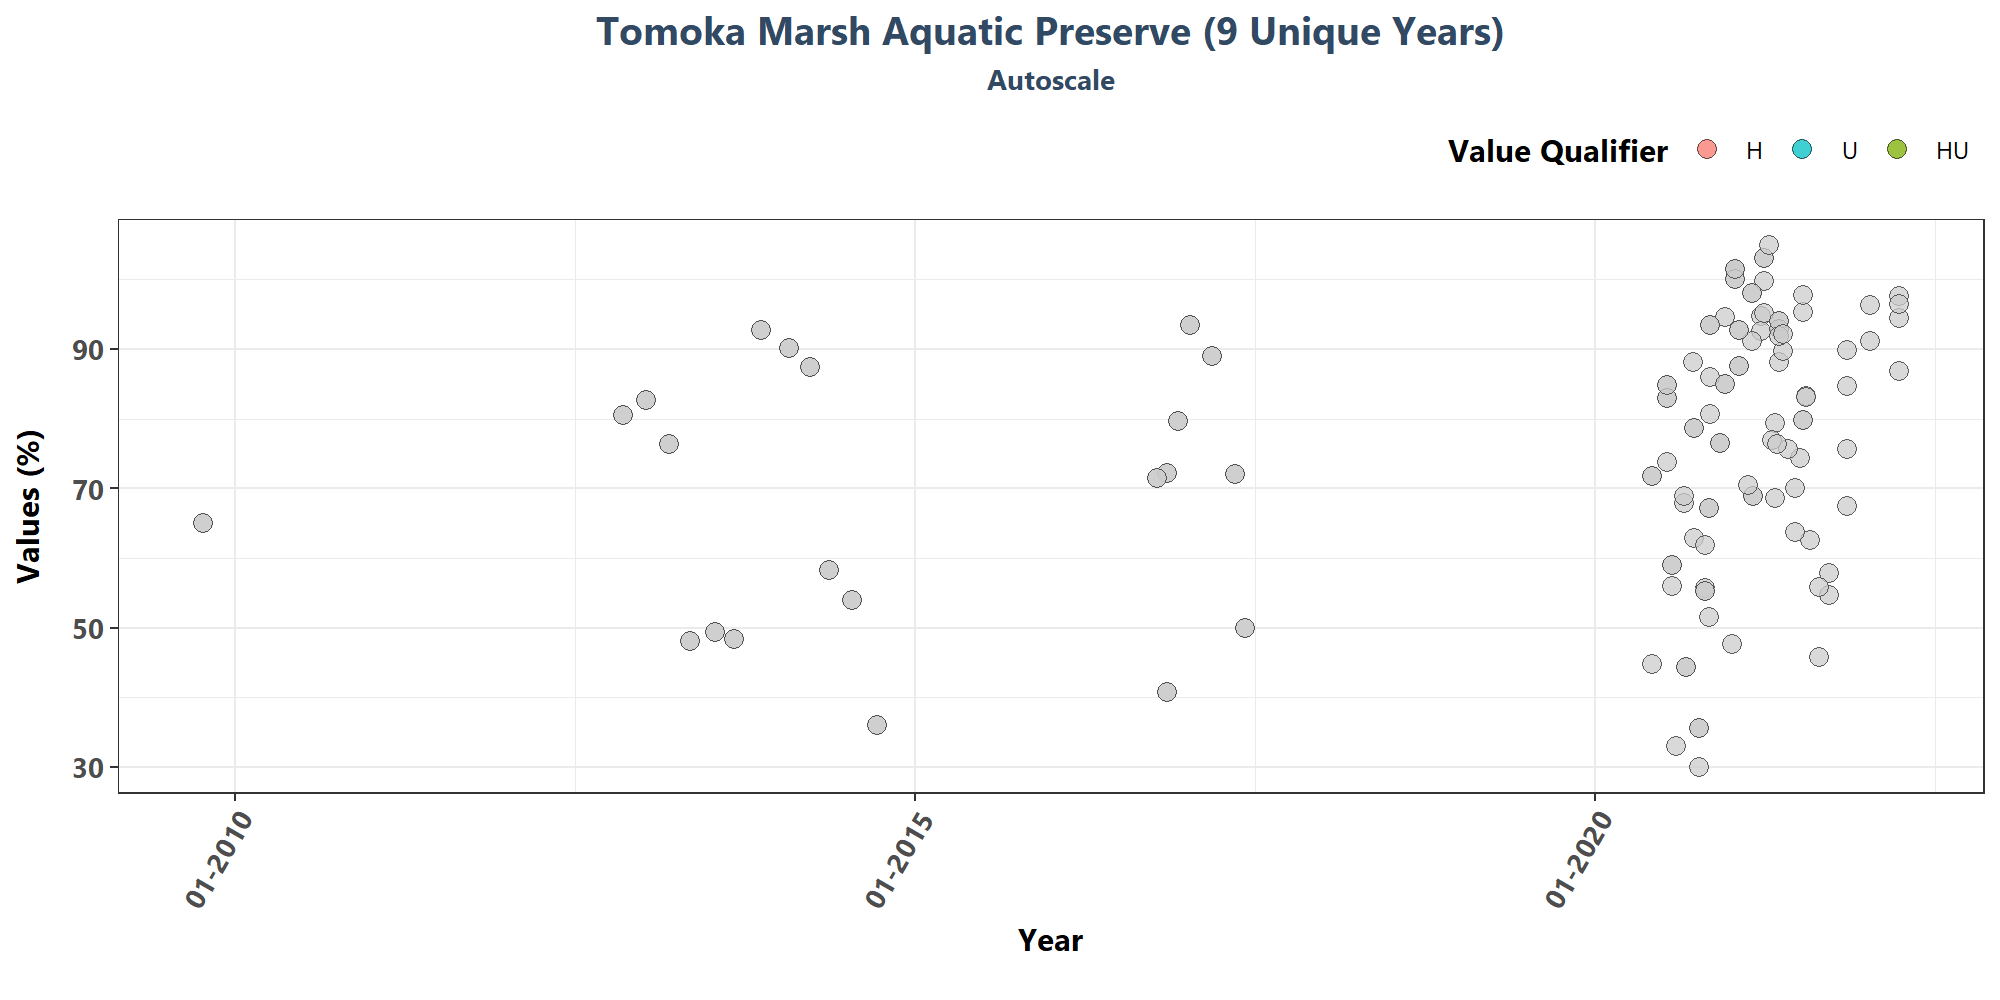 Tomoka Marsh Aquatic Preserve (9 Unique Years)
Autoscale
Value Qualifier H U HU
Values (%)
90
70
50
30
01-2010 01-2015 01-2020
Year